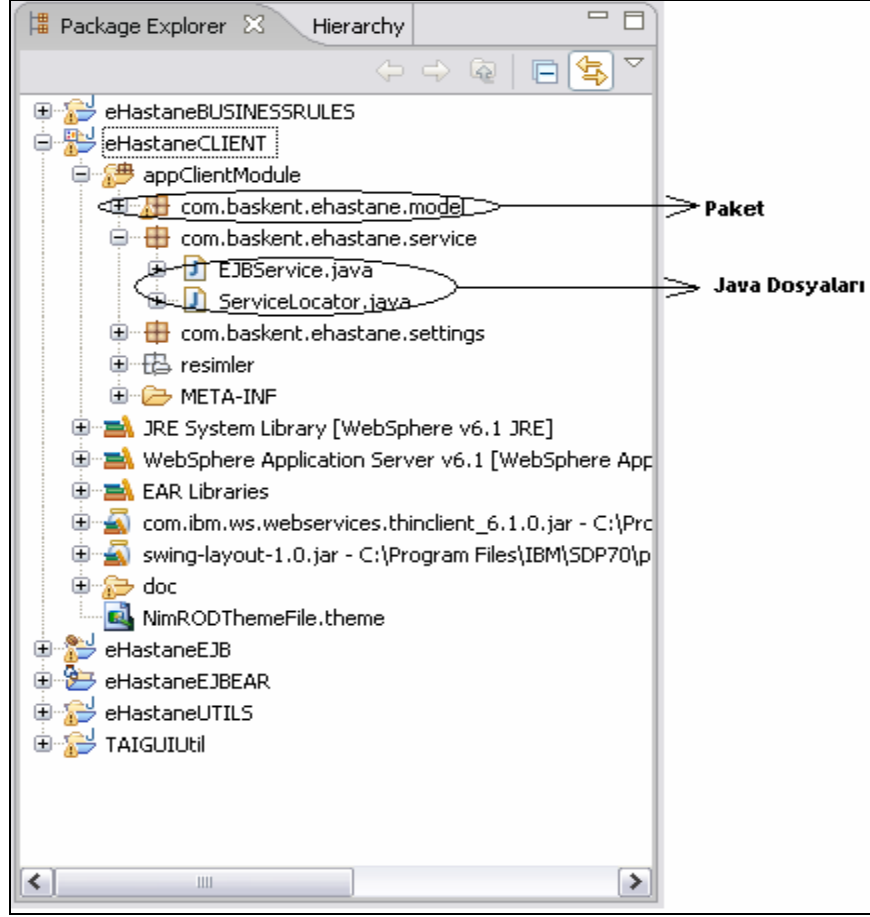 Package Explorer Hierarchy
eHastaneBUSINESSRULES
eHastaneCLIENT
appClientModule
com.baskent.ehastane.model
Paket
com.baskent.ehastane.service
EJBService.java
Java Dosyaları
ServiceLocator.java
com.baskent.ehastane.settings
resimler
META-INF
JRE System Library [WebSphere v6.1 JRE]
WebSphere Application Server v6.1 [WebSphere App
EAR Libraries
com.ibm.ws.webservices.thinclient_6.1.0.jar - C:\Prc
swing-layout-1.0.jar - C:\Program Files\IBM\SDP70\p
doc
NimRODThemeFile.theme
eHastaneEJB
eHastaneEJBEAR
eHastaneUTILS
TAIGUIUtil